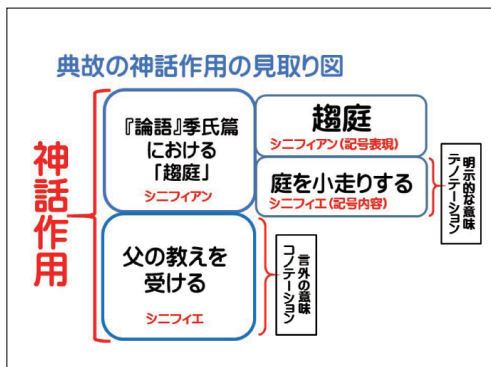 典故の神話作用の見取り図
神話作用
『論語』季氏篇
における
「趨庭」
シニフィアン
趨庭
シニフィアン(記号表現)
庭を小走りする
シニフィエ(記号内容)
明示的な意味
デノテーション
父の教えを
受ける
シニフィエ
言外の意味
コノテーション